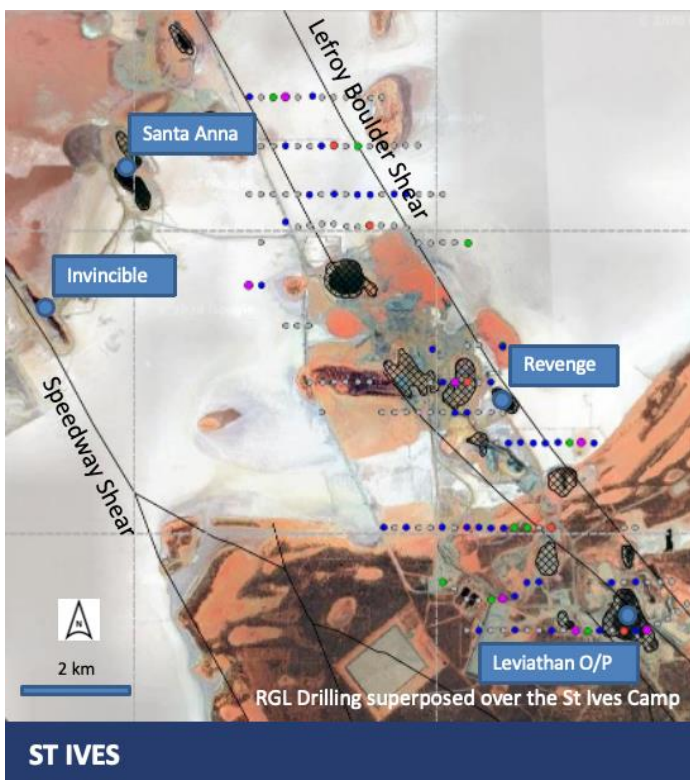 Lefroy Boulder Shear
Santa Anna
Invincible
Revenge
Speedway Shear
N
2 km
Leviathan O/P
RGL Drilling superposed over the St Ives Camp
ST IVES